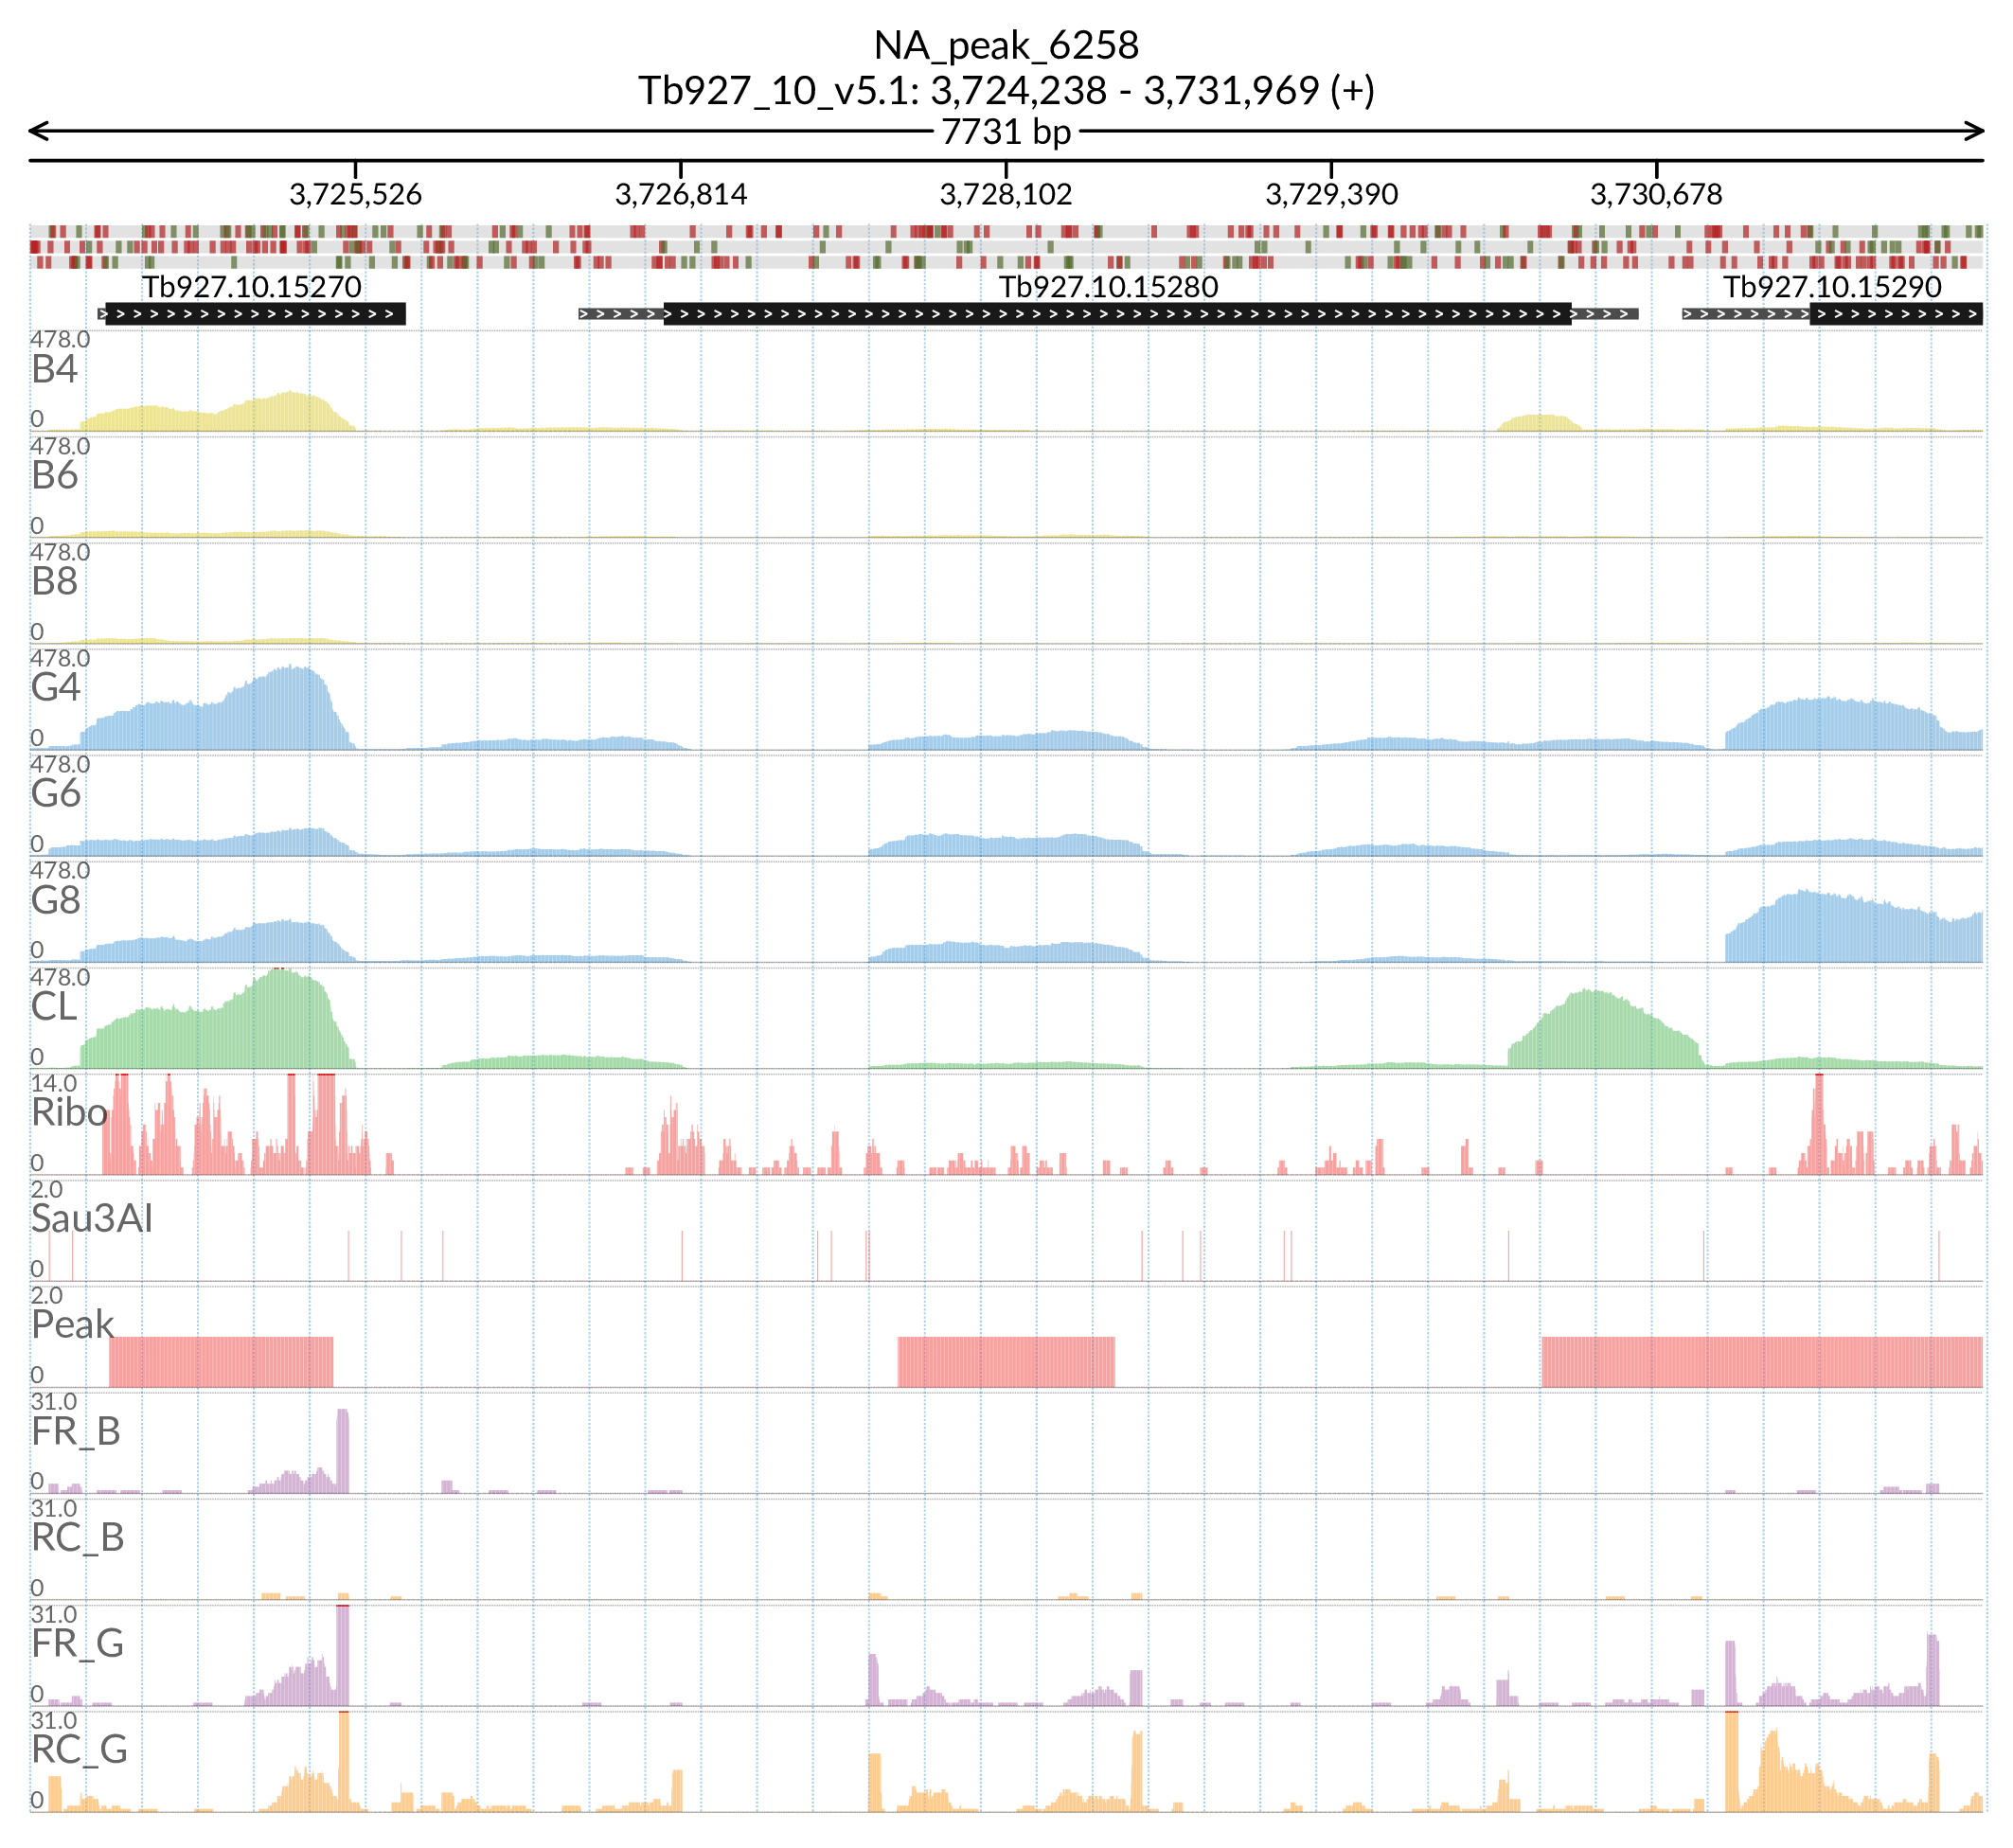 NA_peak_6258
Tb927_10_v5.1: 3,724,238 - 3,731,969 (+)
7731 bp
3,725,526 3,726,814 3,728,102 3,729,390 3,730,678
Tb927.10.15270 Tb927.10.15280 Tb927.10.15290
478.0
B4
0
478.0
B6
0
478.0
B8
0
478.0
G4
0
478.0
G6
0
478.0
G8
0
478.0
CL
0
14.0
Ribo
0
2.0
Sau3AI
0
2.0
Peak
0
31.0
FR_B
0
31.0
RC_B
0
31.0
FR_G
0
31.0
RC_G
0